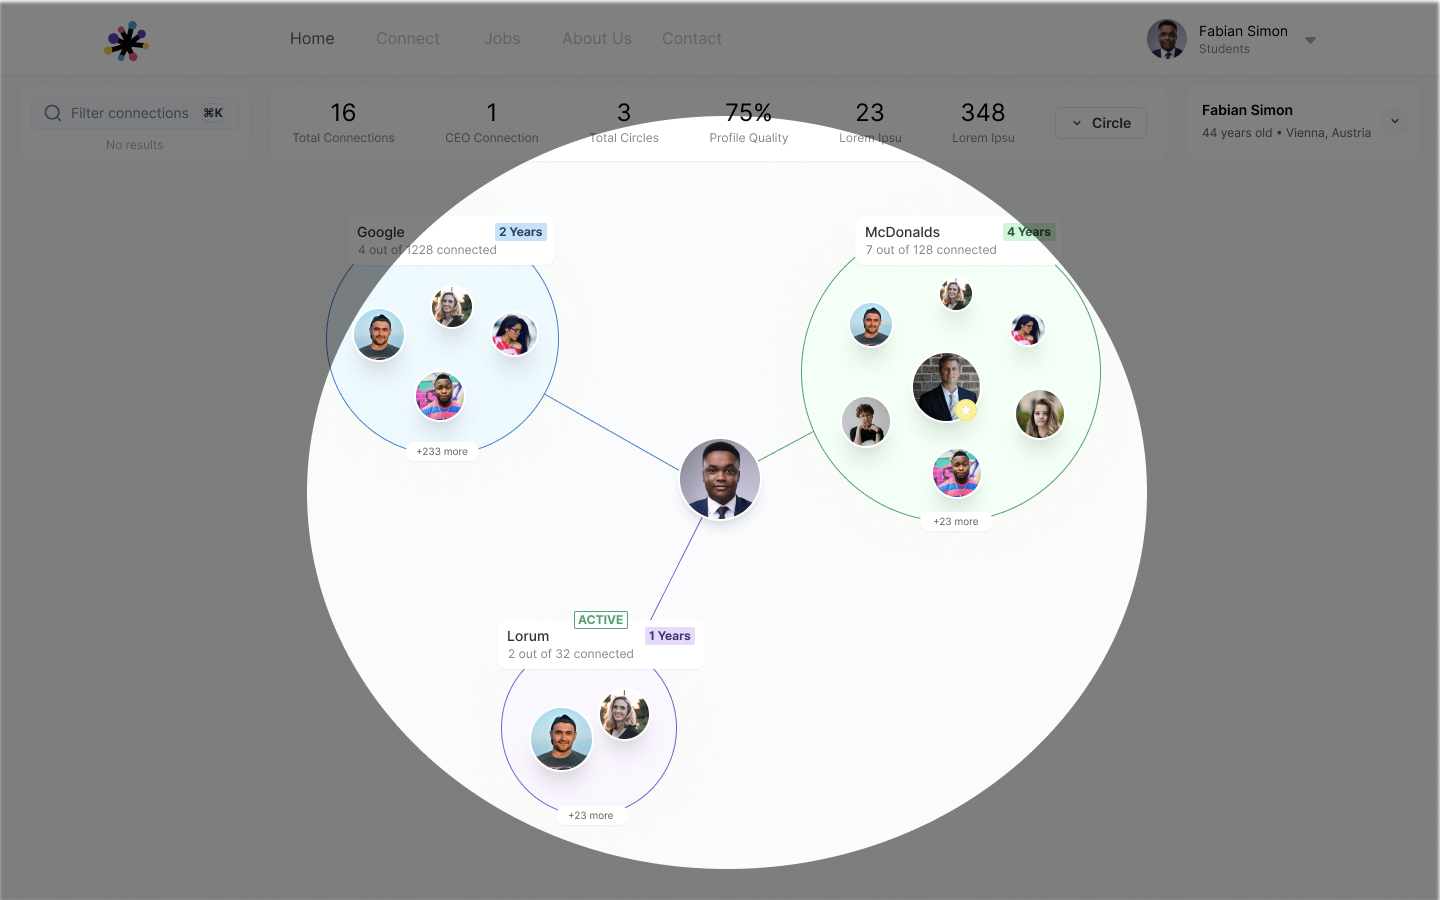 Home
Connect
Jobs
About Us
Contact
Fabian Simon
Students
Filter connections
⌘K
No results
16
Total Connections
1
CEO Connection
3
Total Circles
75%
Profile Quality
23
Lorem Ipsu
348
Lorem Ipsu
Circle
Fabian Simon
44 years old • Vienna, Austria
Google
2 Years
4 out of 1228 connected
+233 more
McDonalds
4 Years
7 out of 128 connected
+23 more
ACTIVE
Lorum
1 Years
2 out of 32 connected
+23 more